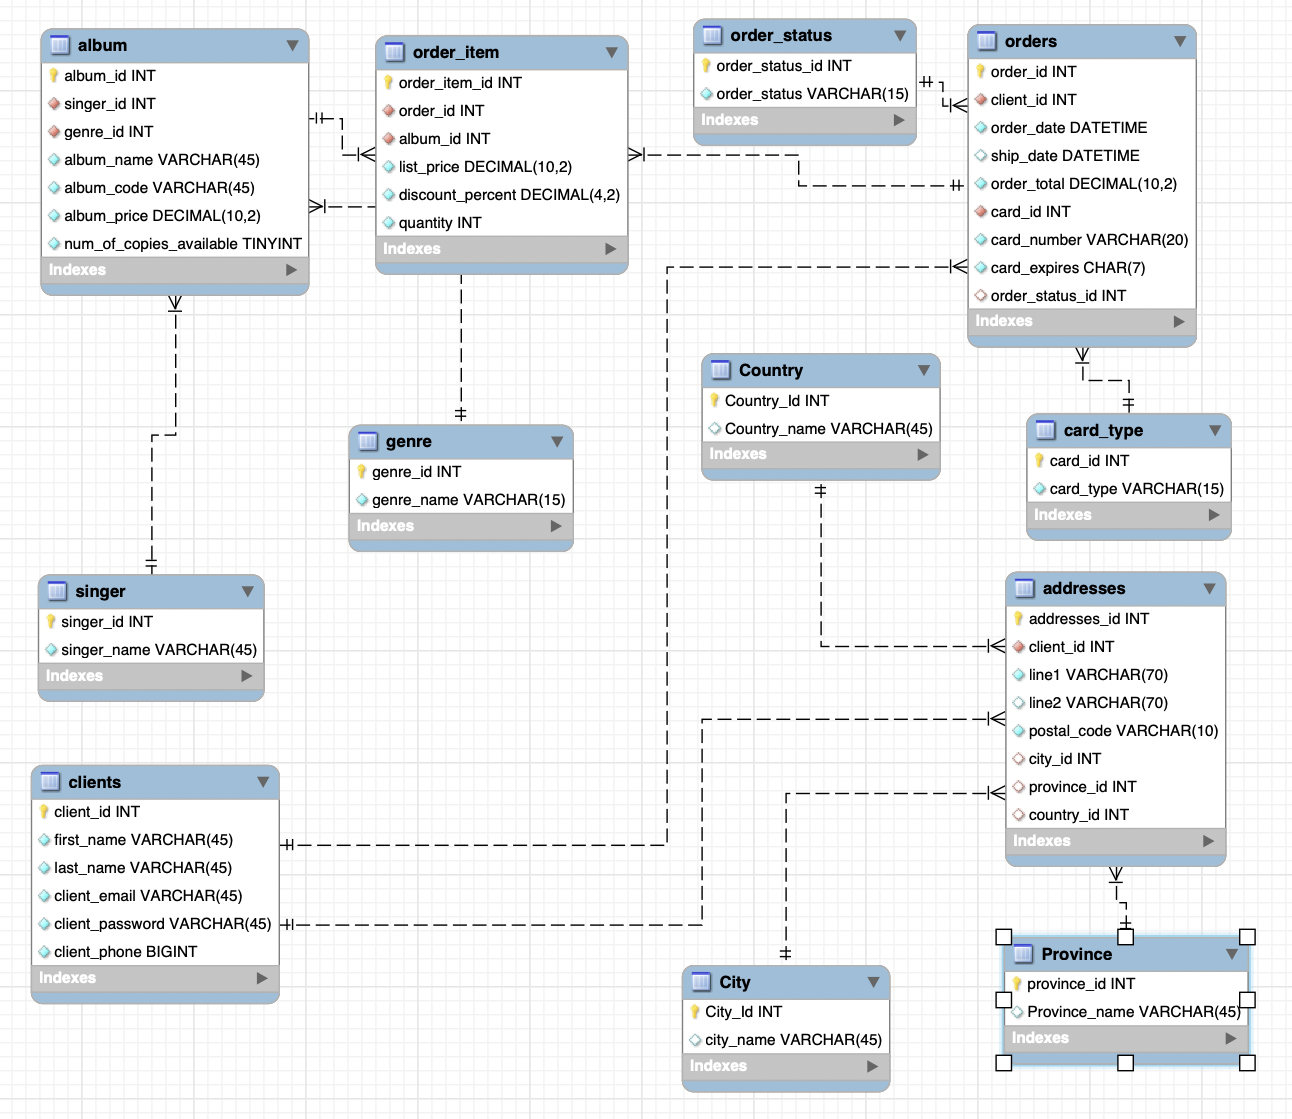 album
album_id INT
singer_id INT
genre_id INT
album_name VARCHAR(45)
album_code VARCHAR(45)
album_price DECIMAL(10,2)
num_of_copies_available TINYINT
Indexes
order_item
order_item_id INT
order_id INT
album_id INT
list_price DECIMAL(10,2)
discount_percent DECIMAL(4,2)
quantity INT
Indexes
order_status
order_status_id INT
order_status VARCHAR(15)
Indexes
orders
order_id INT
client_id INT
order_date DATETIME
ship_date DATETIME
order_total DECIMAL(10,2)
card_id INT
card_number VARCHAR(20)
card_expires CHAR(7)
order_status_id INT
Indexes
Country
Country_Id INT
Country_name VARCHAR(45)
Indexes
card_type
card_id INT
card_type VARCHAR(15)
Indexes
genre
genre_id INT
genre_name VARCHAR(15)
Indexes
singer
singer_id INT
singer_name VARCHAR(45)
Indexes
addresses
addresses_id INT
client_id INT
line1 VARCHAR(70)
line2 VARCHAR(70)
postal_code VARCHAR(10)
city_id INT
province_id INT
country_id INT
Indexes
clients
client_id INT
first_name VARCHAR(45)
last_name VARCHAR(45)
client_email VARCHAR(45)
client_password VARCHAR(45)
client_phone BIGINT
Indexes
City
City_Id INT
city_name VARCHAR(45)
Indexes
Province
province_id INT
Province_name VARCHAR(45)
Indexes